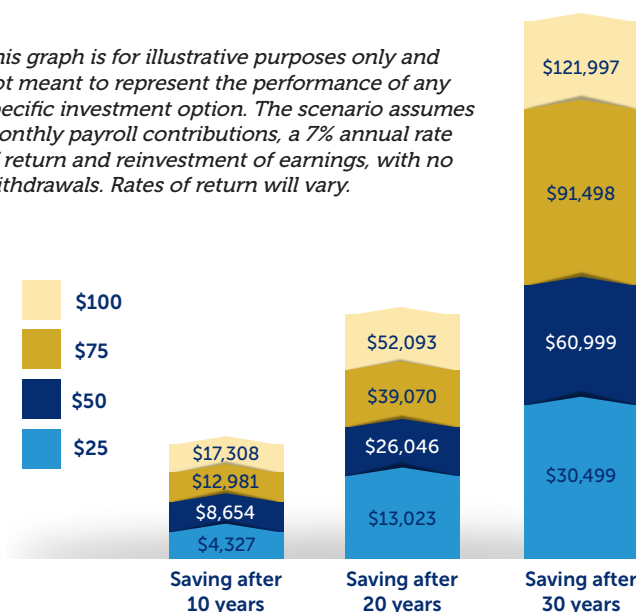 his graph is for illustrative purposes only and
ot meant to represent the performance of any
pecific investment option. The scenario assumes
onthly payroll contributions, a 7% annual rate
f return and reinvestment of earnings, with no
ithdrawals. Rates of return will vary.
$100
$75
$50
$25
$17,308
$12,981
$8,654
$4,327
Saving after
10 years
$52,093
$39,070
$26,046
$13,023
Saving after
20 years
$121,997
$91,498
$60,999
$30,499
Saving after
30 years